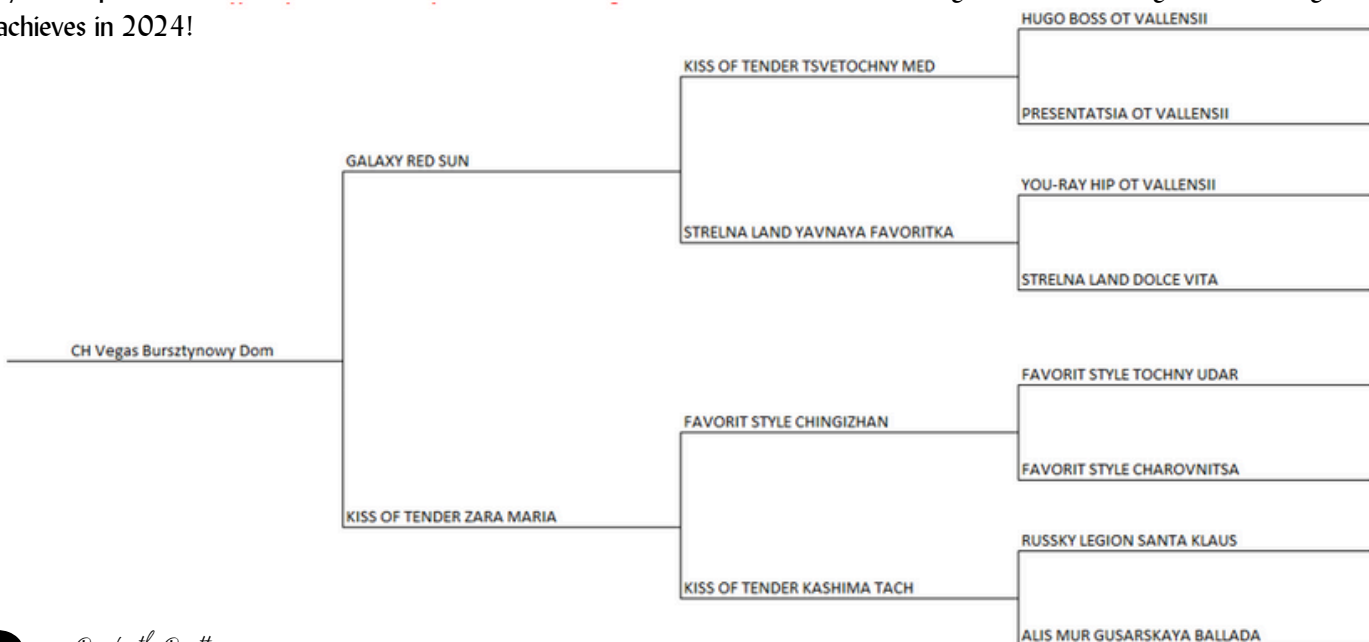 achieves in 2024!
HUGO BOSS OT VALLENSII
KISS OF TENDER TSVETOCHNY MED
PRESENTATSIA OT VALLENSII
GALAXY RED SUN
YOU-RAY HIP OT VALLENSII
STRELNA LAND YAVNAYA FAVORITKA
STRELNA LAND DOLCE VITA
CH Vegas Bursztynowy Dom
FAVORIT STYLE TOCHNY UDAR
FAVORIT STYLE CHINGIZHAN
FAVORIT STYLE CHAROVNITSA
KISS OF TENDER ZARA MARIA
RUSSKY LEGION SANTA KLAUS
KISS OF TENDER KASHIMA TACH
ALIS MUR GUSARSKAYA BALLADA